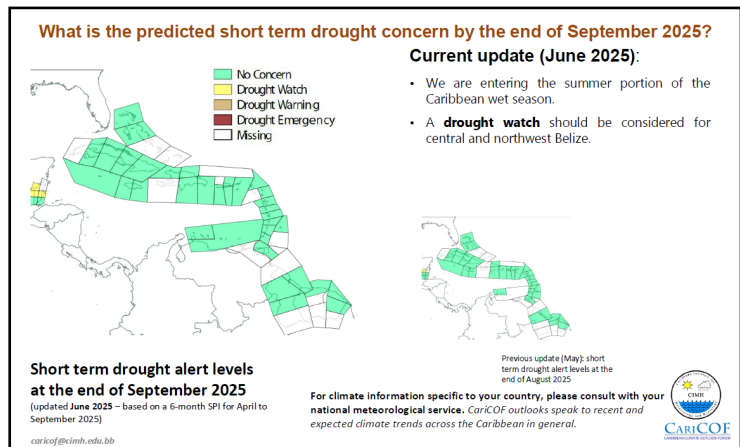 What is the predicted short term drought concern by the end of September 2025?
No Concern
Drought Watch
Drought Warning
Drought Emergency
Missing
Current update (June 2025):
• We are entering the summer portion of the
Caribbean wet season.
• A drought watch should be considered for
central and northwest Belize.
Previous update (May): short
term drought alert levels at the
end of August 2025
Short term drought alert levels
at the end of September 2025
(updated June 2025 – based on a 6-month SPI for April to
September 2025)
caricof@cimh.edu.bb
For climate information specific to your country, please consult with your
national meteorological service. CariCOF outlooks speak to recent and
expected climate trends across the Caribbean in general.
CIMH
CARICOF
CARIBBEAN CLIMATE OUTLOOK FORUM